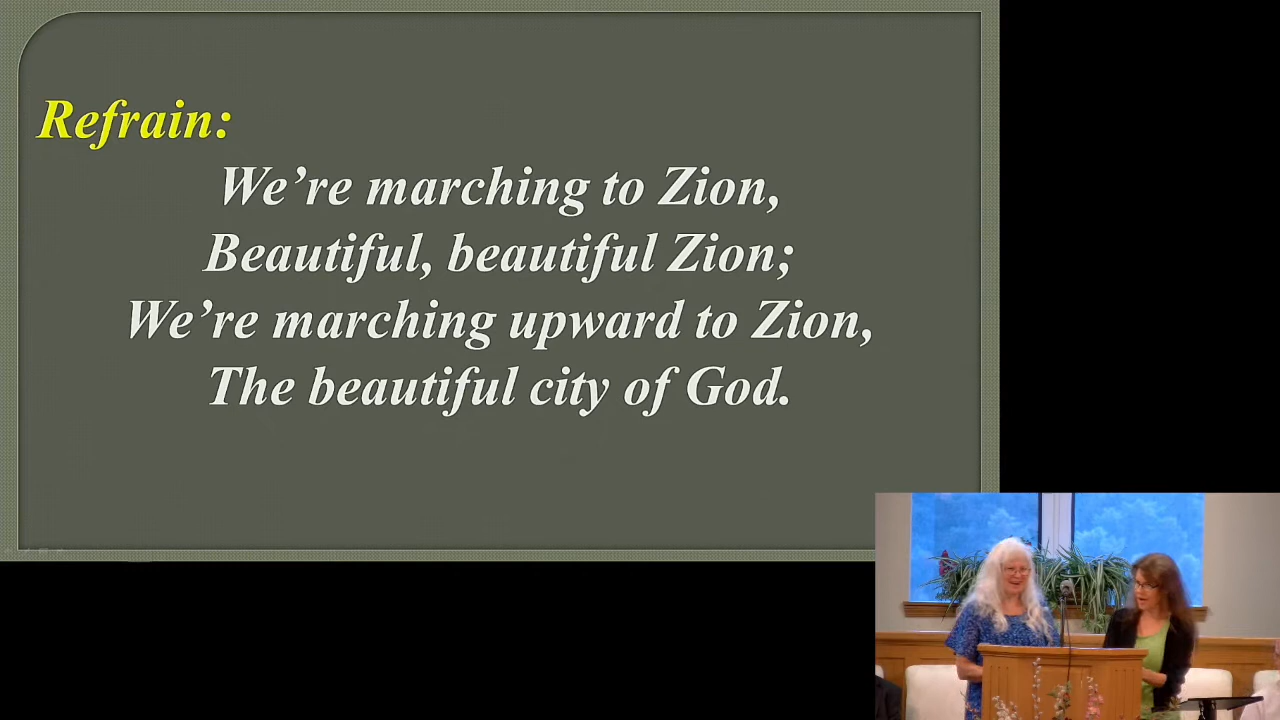 Refrain:
We’re marching to Zion,
Beautiful, beautiful Zion;
We’re marching upward to Zion,
The beautiful city of God.